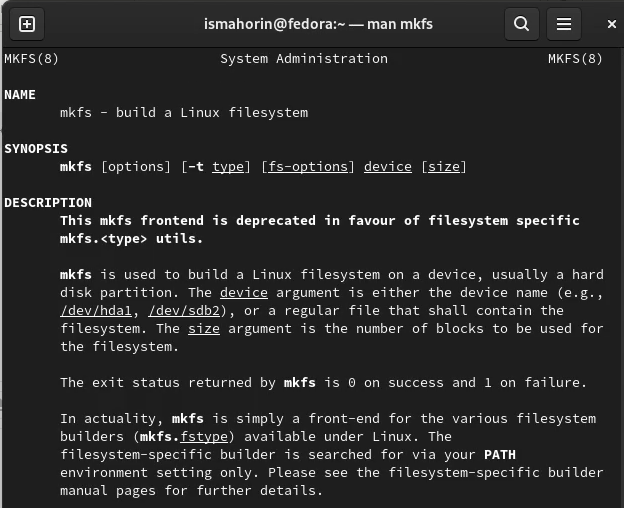 ismahorin@fedora:~ — man mkfs
MKFS(8) System Administration MKFS(8)
NAME
mkfs - build a Linux filesystem
SYNOPSIS
mkfs [options] [-t type] [fs-options] device [size]
DESCRIPTION
This mkfs frontend is deprecated in favour of filesystem specific
mkfs.<type> utils.
mkfs is used to build a Linux filesystem on a device, usually a hard
disk partition. The device argument is either the device name (e.g.,
/dev/hda1, /dev/sdb2), or a regular file that shall contain the
filesystem. The size argument is the number of blocks to be used for
the filesystem.
The exit status returned by mkfs is 0 on success and 1 on failure.
In actuality, mkfs is simply a front-end for the various filesystem
builders (mkfs.fstype) available under Linux. The
filesystem-specific builder is searched for via your PATH
environment setting only. Please see the filesystem-specific builder
manual pages for further details.